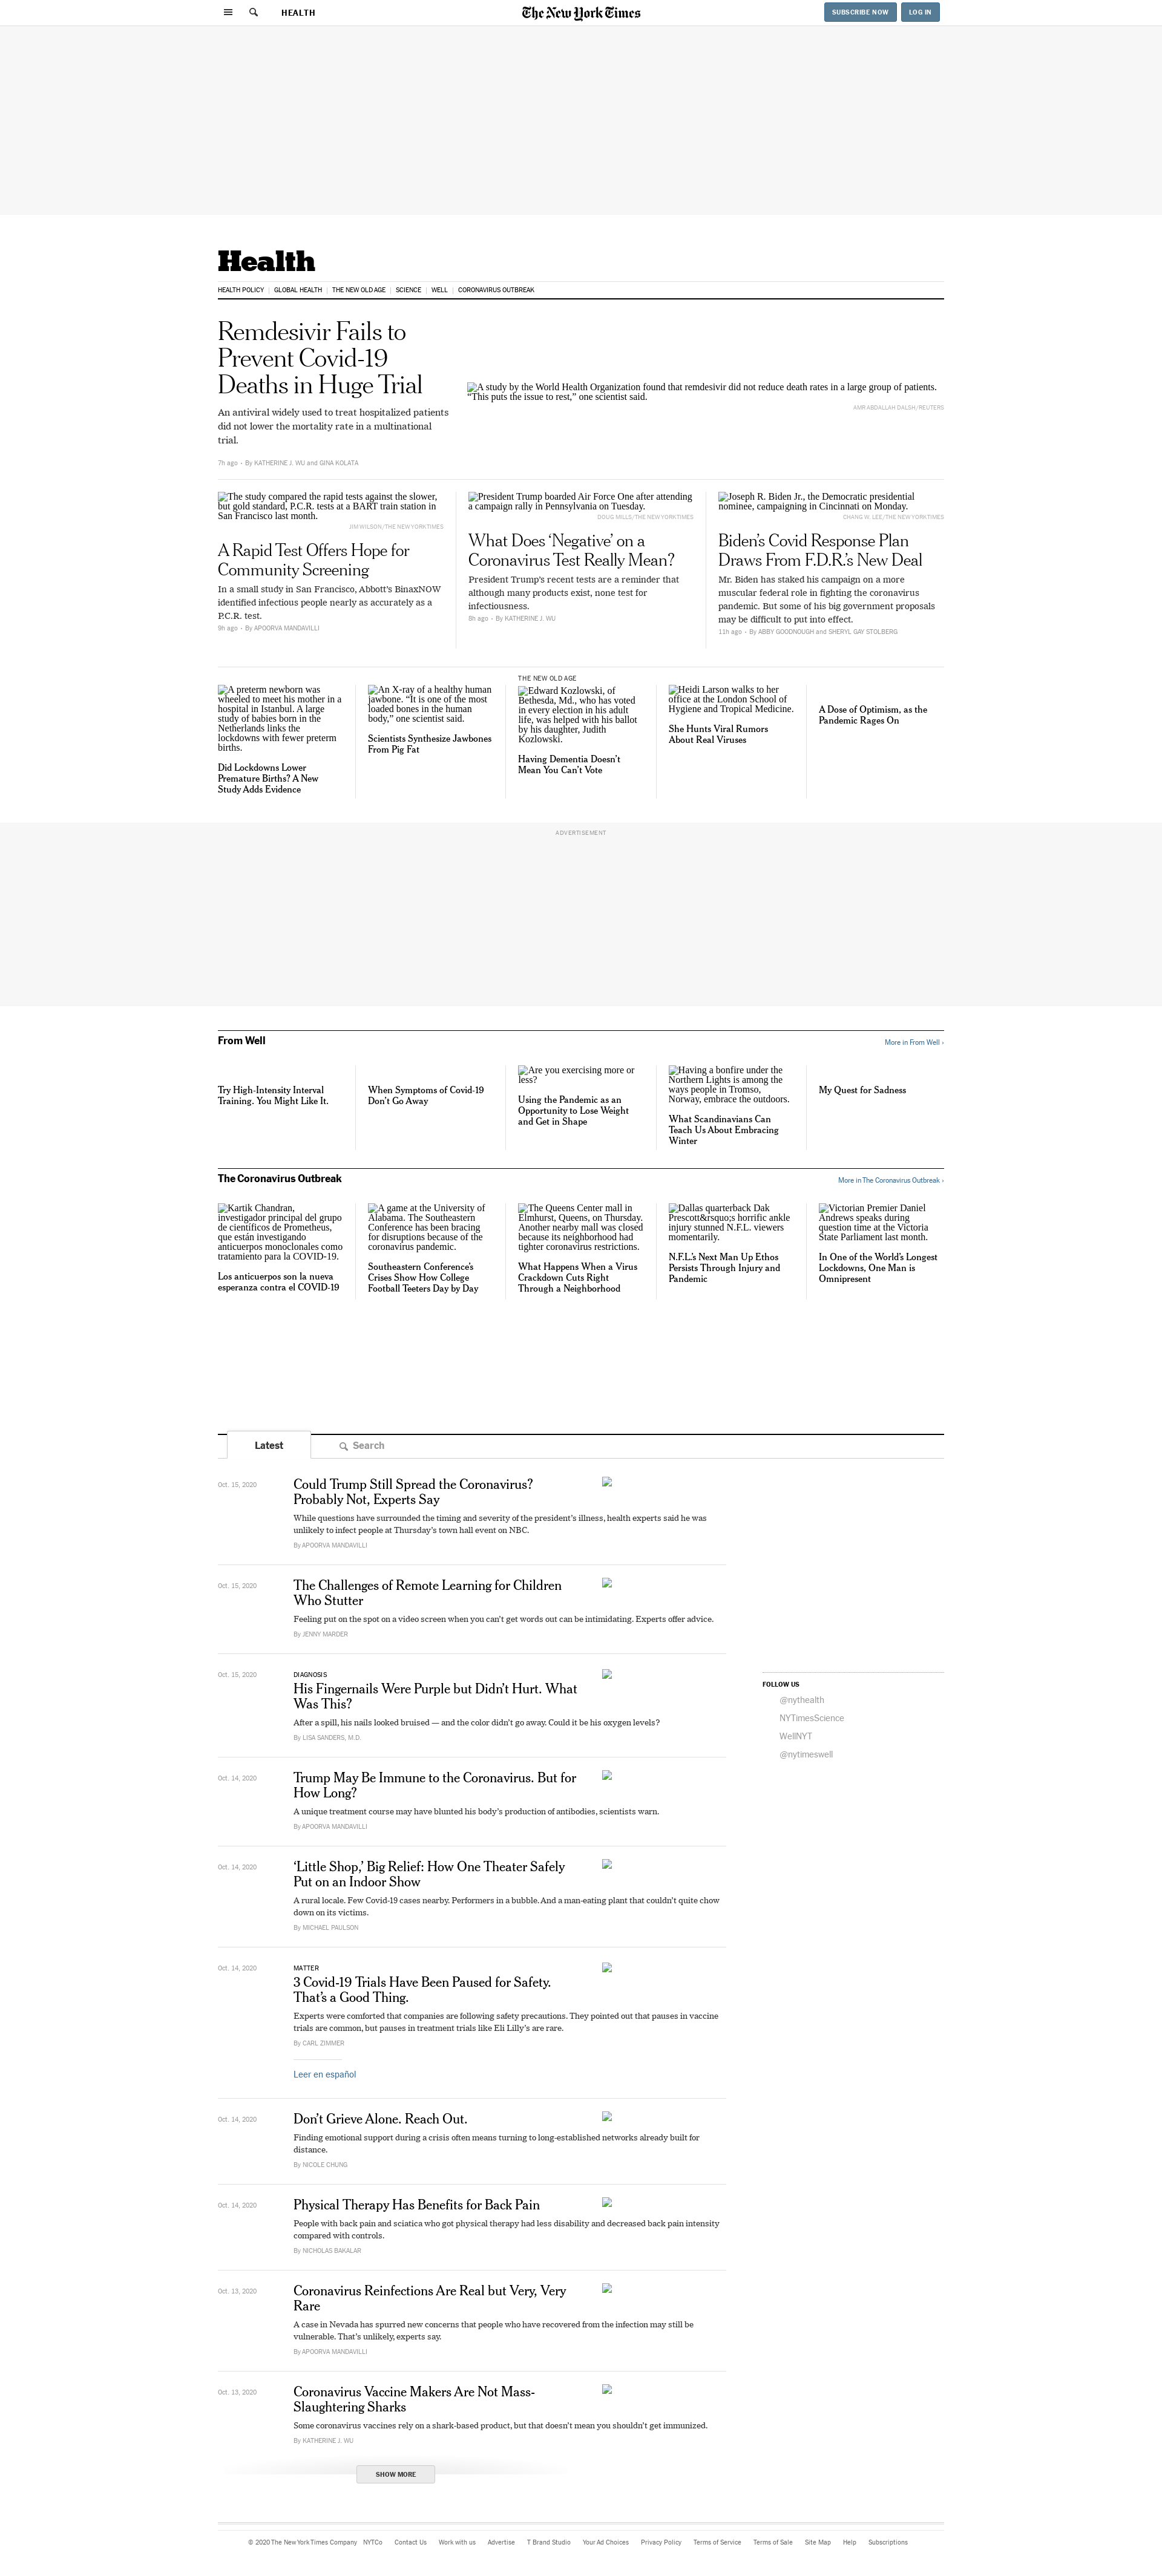 HEALTH
The New York Times
SUBSCRIBE NOW
LOG IN
Health
HEALTH POLICY
GLOBAL HEALTH
THE NEW OLD AGE
SCIENCE
WELL
CORONAVIRUS OUTBREAK
Remdesivir Fails to
Prevent Covid-19
Deaths in Huge Trial
An antiviral widely used to treat hospitalized patients
did not lower the mortality rate in a multinational
trial.
7h ago • By KATHERINE J. WU and GINA KOLATA
A study by the World Health Organization found that remdesivir did not reduce death rates in a large group of patients.
“This puts the issue to rest,” one scientist said.
AMR ABDALLAH DALSH/REUTERS
The study compared the rapid tests against the slower,
but gold standard, P.C.R. tests at a BART train station in
San Francisco last month.
JIM WILSON/THE NEW YORK TIMES
A Rapid Test Offers Hope for
Community Screening
In a small study in San Francisco, Abbott’s BinaxNOW
identified infectious people nearly as accurately as a
P.C.R. test.
9h ago • By APOORVA MANDAVILLI
President Trump boarded Air Force One after attending
a campaign rally in Pennsylvania on Tuesday.
DOUG MILLS/THE NEW YORK TIMES
What Does ‘Negative’ on a
Coronavirus Test Really Mean?
President Trump’s recent tests are a reminder that
although many products exist, none test for
infectiousness.
8h ago • By KATHERINE J. WU
Joseph R. Biden Jr., the Democratic presidential
nominee, campaigning in Cincinnati on Monday.
CHANG W. LEE/THE NEW YORK TIMES
Biden’s Covid Response Plan
Draws From F.D.R.’s New Deal
Mr. Biden has staked his campaign on a more
muscular federal role in fighting the coronavirus
pandemic. But some of his big government proposals
may be difficult to put into effect.
11h ago • By ABBY GOODNOUGH and SHERYL GAY STOLBERG
A preterm newborn was
wheeled to meet his mother in a
hospital in Istanbul. A large
study of babies born in the
Netherlands links the
lockdowns with fewer preterm
births.
Did Lockdowns Lower
Premature Births? A New
Study Adds Evidence
An X-ray of a healthy human
jawbone. “It is one of the most
loaded bones in the human
body,” one scientist said.
Scientists Synthesize Jawbones
From Pig Fat
THE NEW OLD AGE
Edward Kozlowski, of
Bethesda, Md., who has voted
in every election in his adult
life, was helped with his ballot
by his daughter, Judith
Kozlowski.
Having Dementia Doesn’t
Mean You Can’t Vote
Heidi Larson walks to her
office at the London School of
Hygiene and Tropical Medicine.
She Hunts Viral Rumors
About Real Viruses
A Dose of Optimism, as the
Pandemic Rages On
ADVERTISEMENT
From Well
More in From Well ›
Try High-Intensity Interval
Training. You Might Like It.
When Symptoms of Covid-19
Don’t Go Away
Are you exercising more or
less?
Using the Pandemic as an
Opportunity to Lose Weight
and Get in Shape
Having a bonfire under the
Northern Lights is among the
ways people in Tromso,
Norway, embrace the outdoors.
What Scandinavians Can
Teach Us About Embracing
Winter
My Quest for Sadness
The Coronavirus Outbreak
More in The Coronavirus Outbreak ›
Kartik Chandran,
investigador principal del grupo
de científicos de Prometheus,
que están investigando
anticuerpos monoclonales como
tratamiento para la COVID-19.
Los anticuerpos son la nueva
esperanza contra el COVID-19
A game at the University of
Alabama. The Southeastern
Conference has been bracing
for disruptions because of the
coronavirus pandemic.
Southeastern Conference’s
Crises Show How College
Football Teeters Day by Day
The Queens Center mall in
Elmhurst, Queens, on Thursday.
Another nearby mall was closed
because its neighborhood had
tighter coronavirus restrictions.
What Happens When a Virus
Crackdown Cuts Right
Through a Neighborhood
Dallas quarterback Dak
Prescott&rsquo;s horrific ankle
injury stunned N.F.L. viewers
momentarily.
N.F.L.’s Next Man Up Ethos
Persists Through Injury and
Pandemic
Victorian Premier Daniel
Andrews speaks during
question time at the Victoria
State Parliament last month.
In One of the World’s Longest
Lockdowns, One Man is
Omnipresent
Latest
Search
Oct. 15, 2020
Could Trump Still Spread the Coronavirus?
Probably Not, Experts Say
While questions have surrounded the timing and severity of the president’s illness, health experts said he was
unlikely to infect people at Thursday’s town hall event on NBC.
By APOORVA MANDAVILLI
Oct. 15, 2020
The Challenges of Remote Learning for Children
Who Stutter
Feeling put on the spot on a video screen when you can’t get words out can be intimidating. Experts offer advice.
By JENNY MARDER
Oct. 15, 2020
DIAGNOSIS
His Fingernails Were Purple but Didn’t Hurt. What
Was This?
After a spill, his nails looked bruised — and the color didn’t go away. Could it be his oxygen levels?
By LISA SANDERS, M.D.
FOLLOW US
@nythealth
NYTimesScience
WellNYT
@nytimeswell
Oct. 14, 2020
Trump May Be Immune to the Coronavirus. But for
How Long?
A unique treatment course may have blunted his body’s production of antibodies, scientists warn.
By APOORVA MANDAVILLI
Oct. 14, 2020
‘Little Shop,’ Big Relief: How One Theater Safely
Put on an Indoor Show
A rural locale. Few Covid-19 cases nearby. Performers in a bubble. And a man-eating plant that couldn’t quite chow
down on its victims.
By MICHAEL PAULSON
Oct. 14, 2020
MATTER
3 Covid-19 Trials Have Been Paused for Safety.
That’s a Good Thing.
Experts were comforted that companies are following safety precautions. They pointed out that pauses in vaccine
trials are common, but pauses in treatment trials like Eli Lilly’s are rare.
By CARL ZIMMER
Leer en español
Oct. 14, 2020
Don’t Grieve Alone. Reach Out.
Finding emotional support during a crisis often means turning to long-established networks already built for
distance.
By NICOLE CHUNG
Oct. 14, 2020
Physical Therapy Has Benefits for Back Pain
People with back pain and sciatica who got physical therapy had less disability and decreased back pain intensity
compared with controls.
By NICHOLAS BAKALAR
Oct. 13, 2020
Coronavirus Reinfections Are Real but Very, Very
Rare
A case in Nevada has spurred new concerns that people who have recovered from the infection may still be
vulnerable. That’s unlikely, experts say.
By APOORVA MANDAVILLI
Oct. 13, 2020
Coronavirus Vaccine Makers Are Not Mass-
Slaughtering Sharks
Some coronavirus vaccines rely on a shark-based product, but that doesn’t mean you shouldn’t get immunized.
By KATHERINE J. WU
SHOW MORE
© 2020 The New York Times Company NYTCo Contact Us Work with us Advertise T Brand Studio Your Ad Choices Privacy Policy Terms of Service Terms of Sale Site Map Help Subscriptions